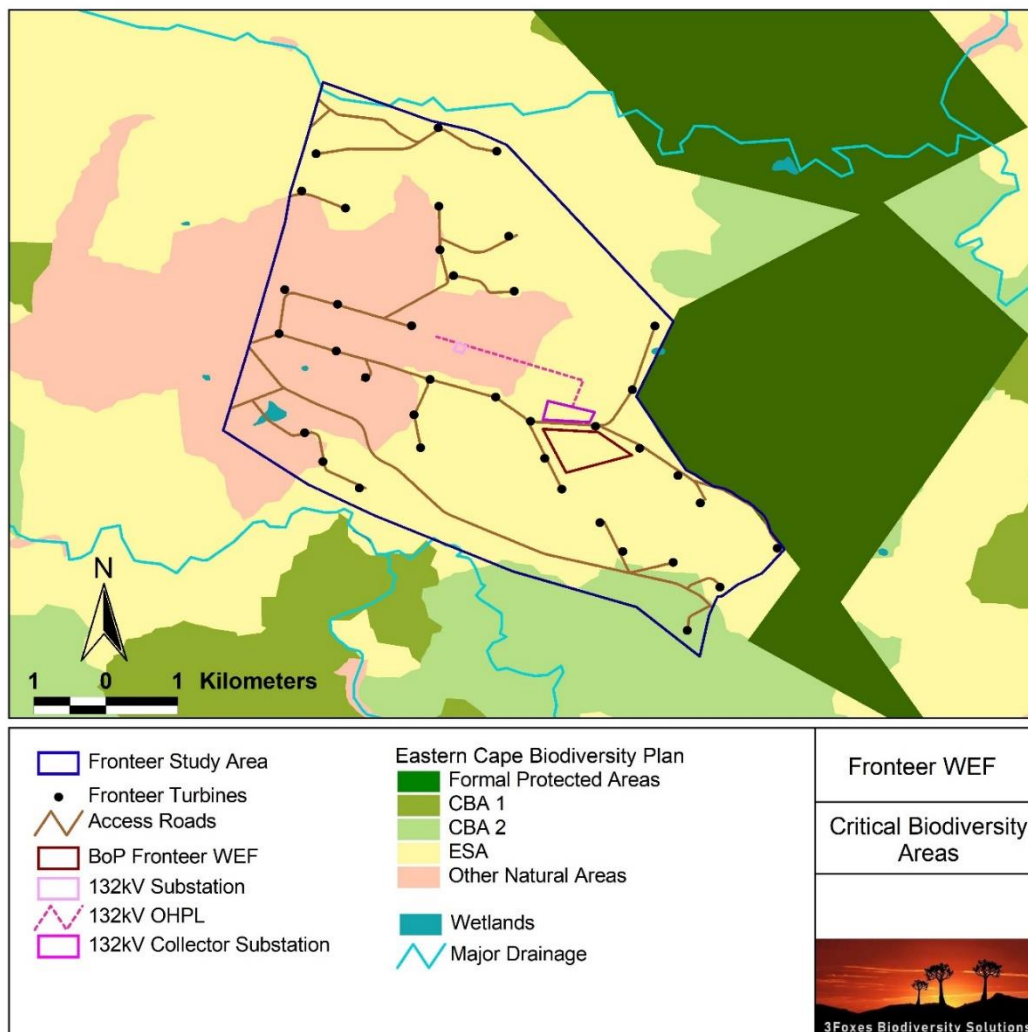 N
1 0 1 Kilometers
Fronteer Study Area
Fronteer Turbines
Access Roads
BoP Fronteer WEF
132kV Substation
132kV OHPL
132kV Collector Substation
Eastern Cape Biodiversity Plan
Formal Protected Areas
CBA 1
CBA 2
ESA
Other Natural Areas
Wetlands
Major Drainage
Fronteer WEF
Critical Biodiversity
Areas
3Foxes Biodiversity Solutions